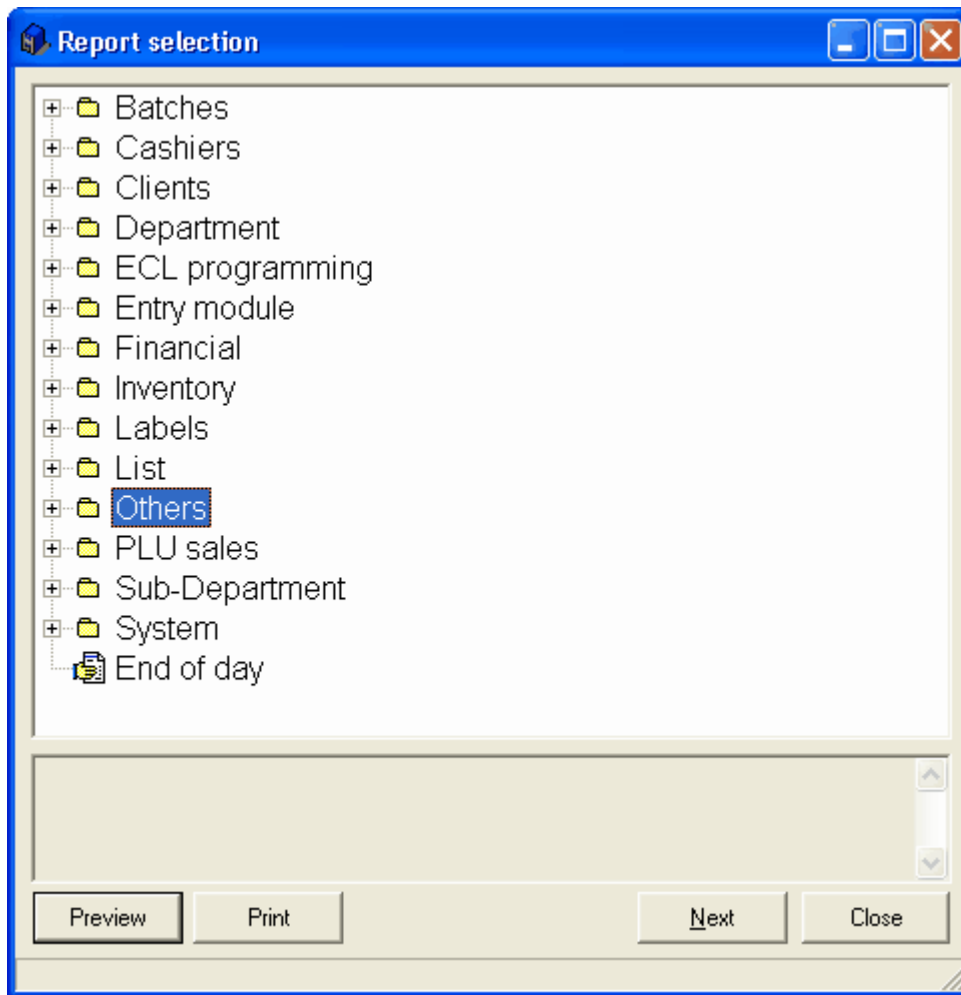 Report selection
Batches
Cashiers
Clients
Department
ECL programming
Entry module
Financial
Inventory
Labels
List
Others
PLU sales
Sub-Department
System
End of day
Preview Print Next Close